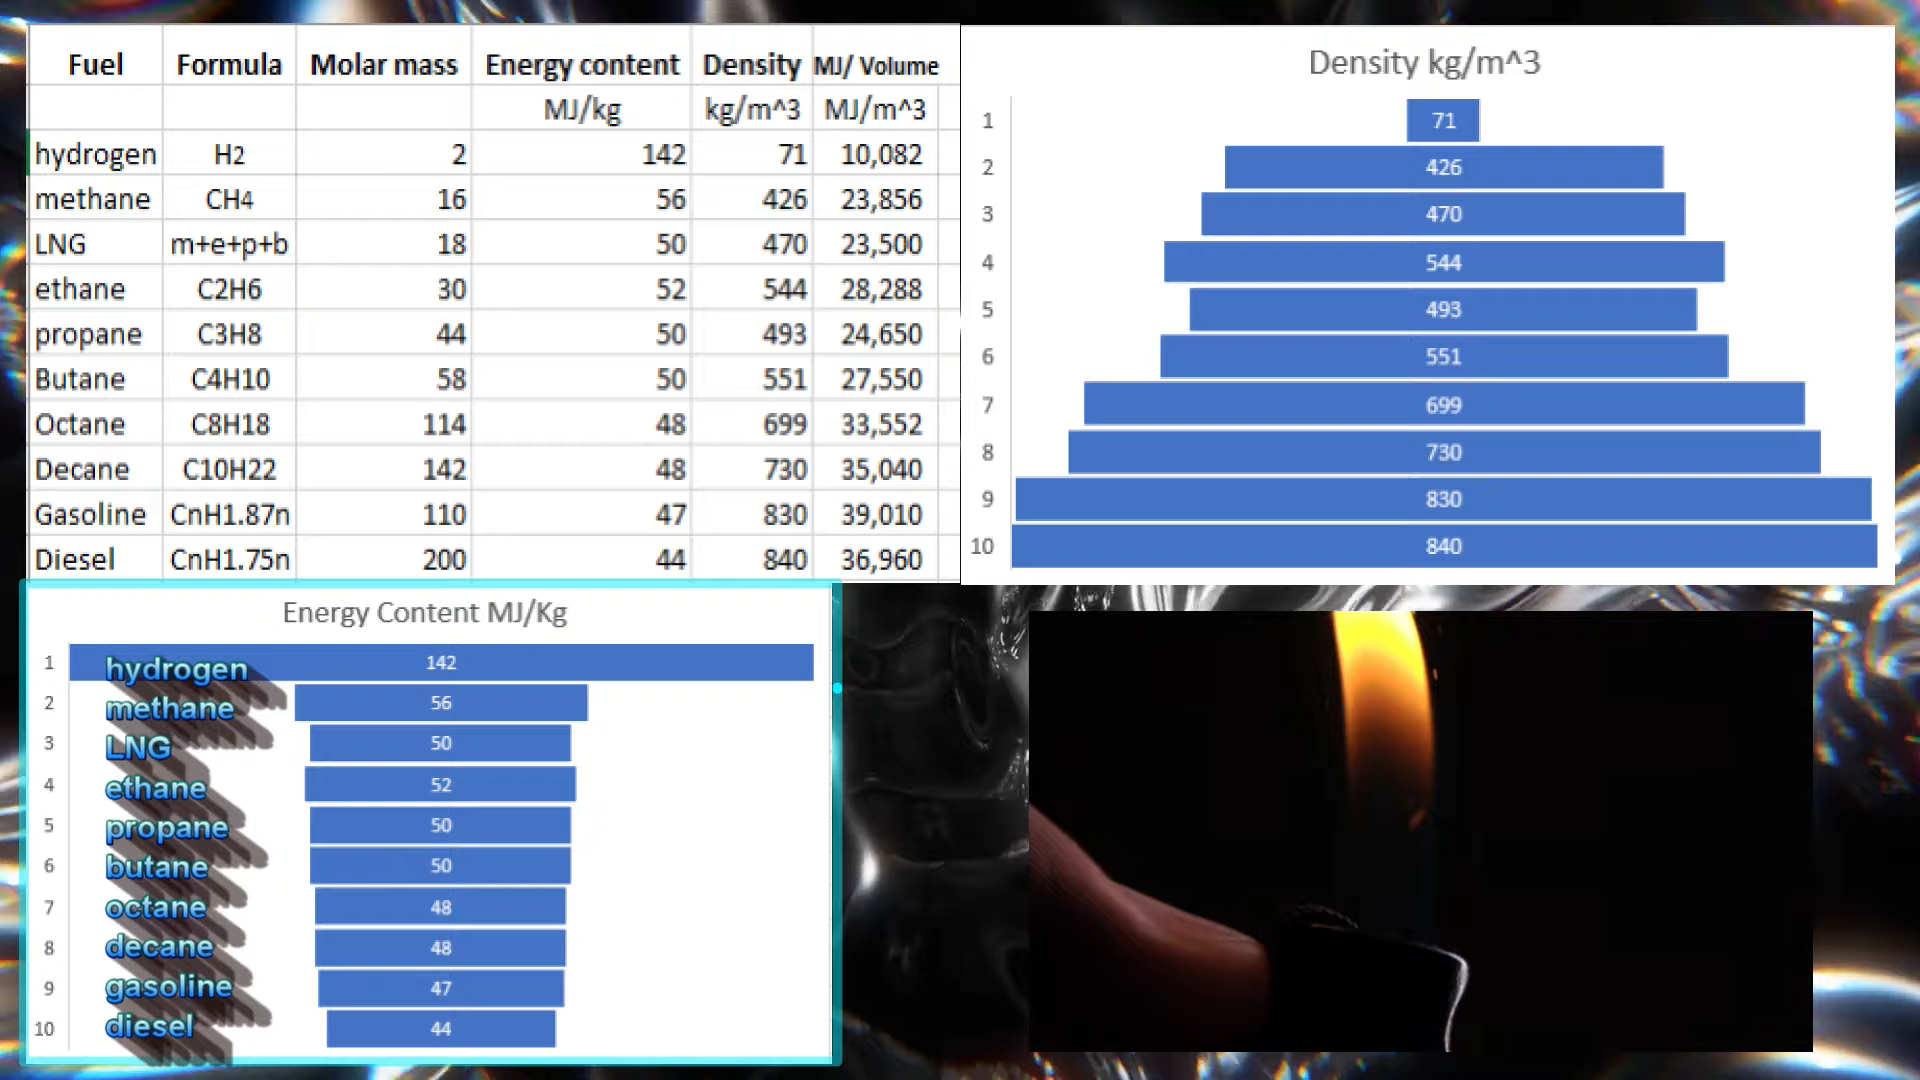 Fuel Formula Molar mass Energy content Density MJ/ Volume
MJ/kg kg/m^3 MJ/m^3
hydrogen H2 2 142 71 10,082
methane CH4 16 56 426 23,856
LNG m+e+p+b 18 50 470 23,500
ethane C2H6 30 52 544 28,288
propane C3H8 44 50 493 24,650
Butane C4H10 58 50 551 27,550
Octane C8H18 114 48 699 33,552
Decane C10H22 142 48 730 35,040
Gasoline CnH1.87n 110 47 830 39,010
Diesel CnH1.75n 200 44 840 36,960
Density kg/m^3
1 71
2 426
3 470
4 544
5 493
6 551
7 699
8 730
9 830
10 840
Energy Content MJ/Kg
1 hydrogen 142
2 methane 56
3 LNG 50
4 ethane 52
5 propane 50
6 butane 50
7 octane 48
8 decane 48
9 gasoline 47
10 diesel 44